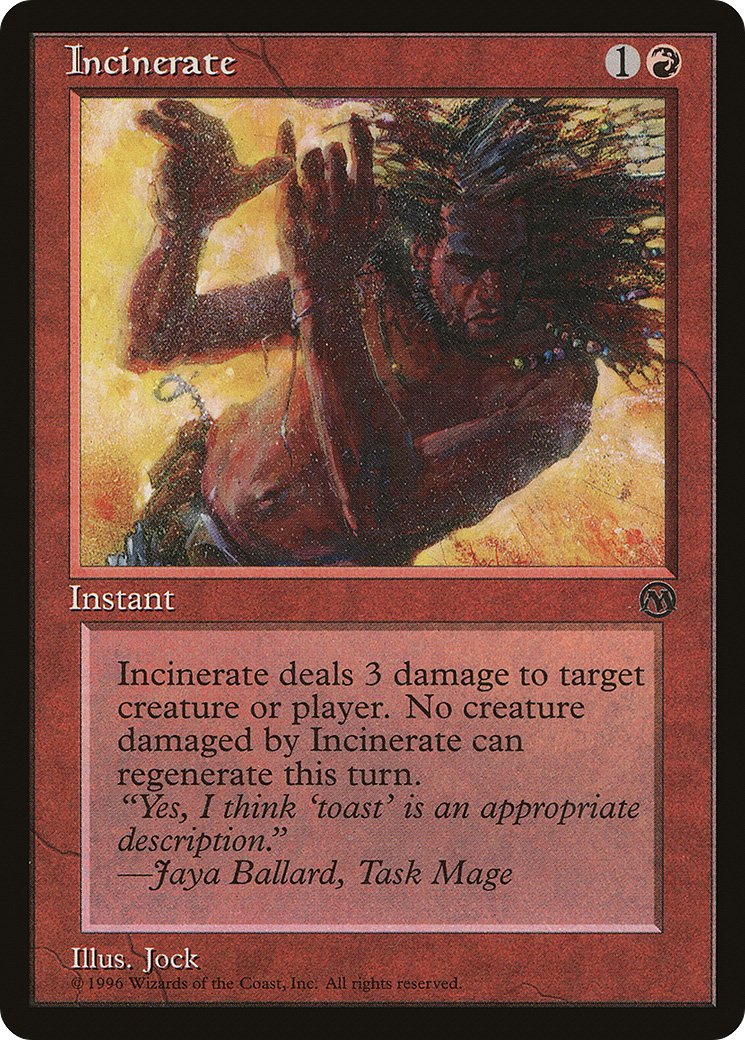 Incinerate 1
Instant
Incinerate deals 3 damage to target
creature or player. No creature
damaged by Incinerate can
regenerate this turn.
“Yes, I think ‘toast’ is an appropriate
description.”
—Jaya Ballard, Task Mage
Illus. Jock
© 1996 Wizards of the Coast, Inc. All rights reserved.